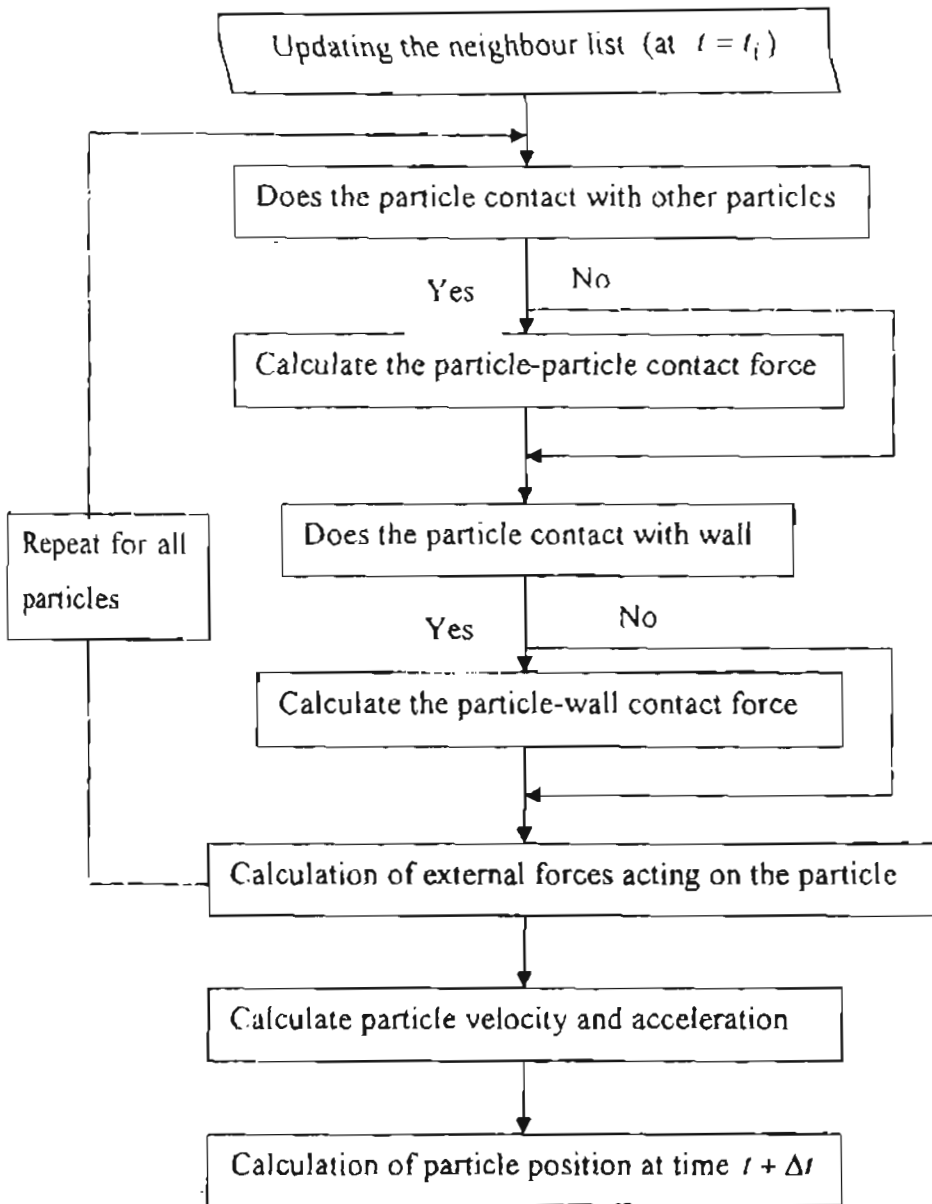 Updating the neighbour list (at t = t_i)
Does the particle contact with other particles
Yes
No
Calculate the particle-particle contact force
Does the particle contact with wall
Repeat for all
particles
Yes
No
Calculate the particle-wall contact force
Calculation of external forces acting on the particle
Calculate particle velocity and acceleration
Calculation of particle position at time t + Δt